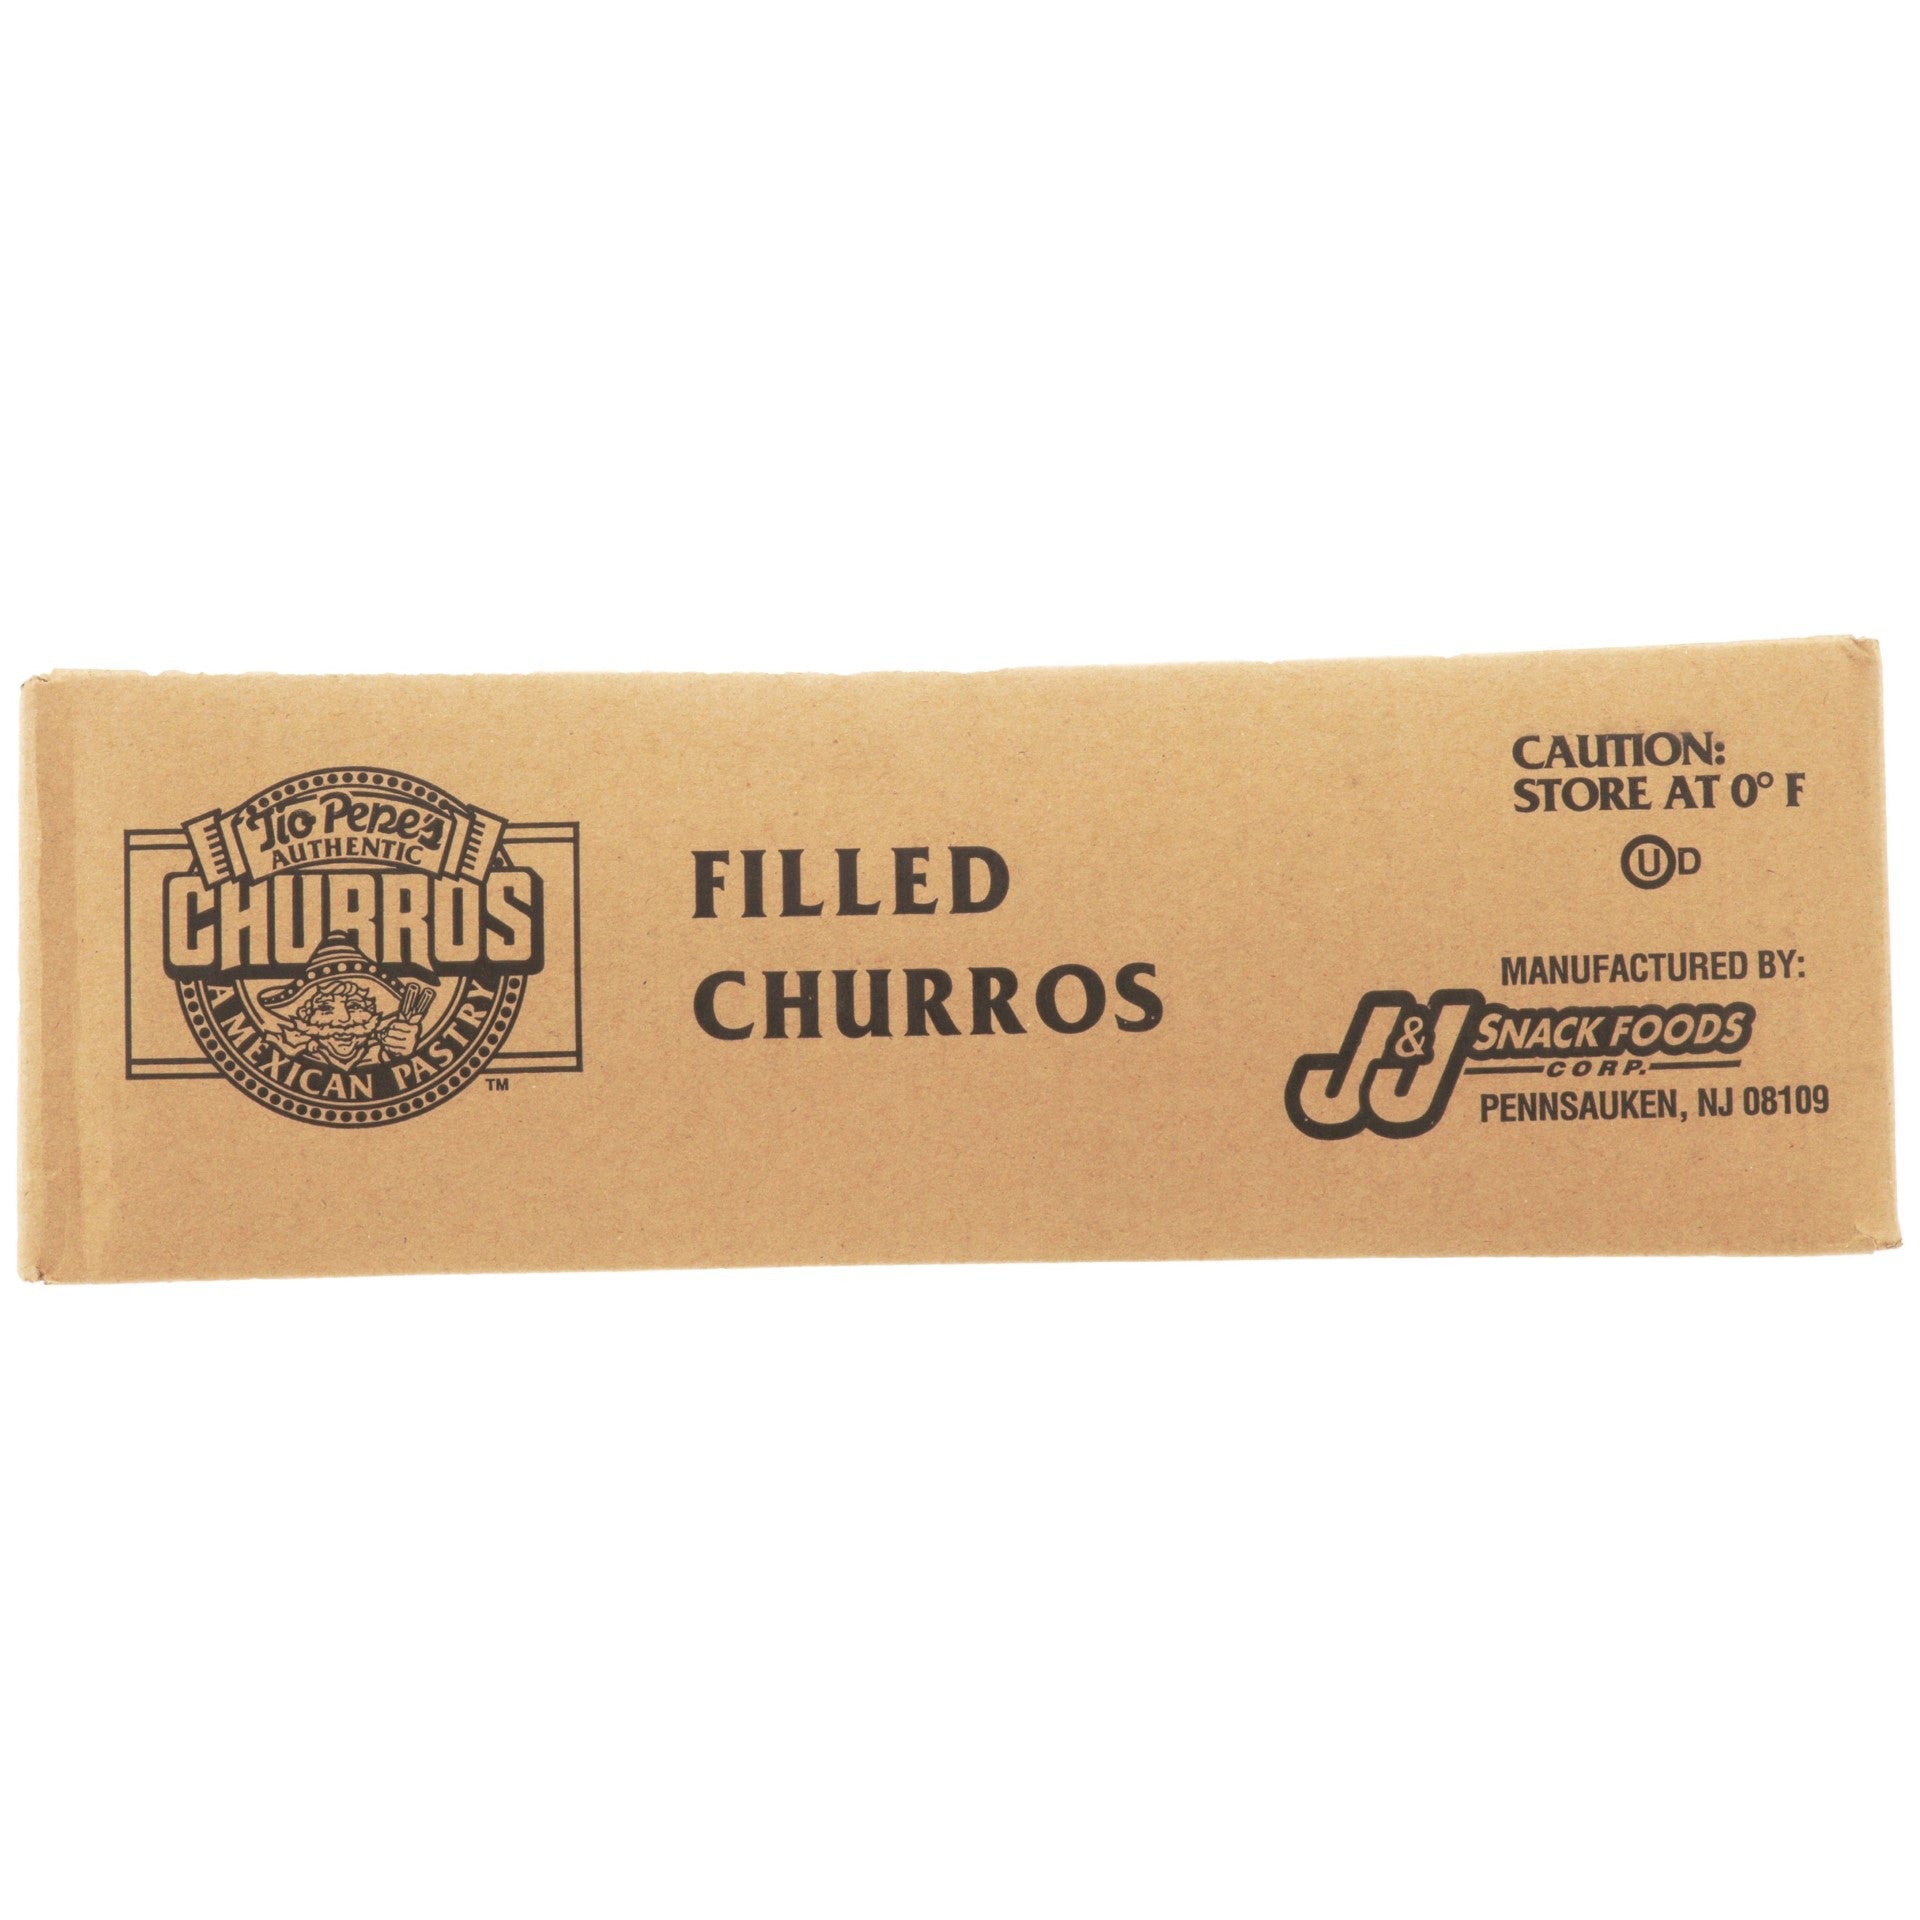 Tio Pepe's
AUTHENTIC
CHURROS
A MEXICAN PASTRY
TM
FILLED
CHURROS
CAUTION:
STORE AT 0° F
U D
MANUFACTURED BY:
J&J SNACK FOODS
CORP.
PENNSAUKEN, NJ 08109